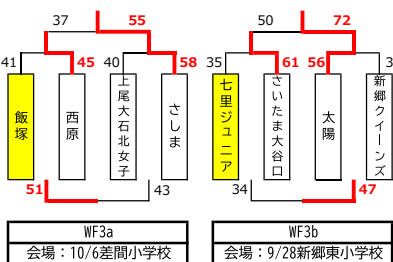 37 55 50 72
41 45 40 58 35 61 56 3
飯塚
西原
上尾大石北女子
さしま
七里ジュニア
さいたま大谷口
太陽
新郷クイーンズ
51 43 34 47
WF3a WF3b
会場：10/6差間小学校 会場：9/28新郷東小学校